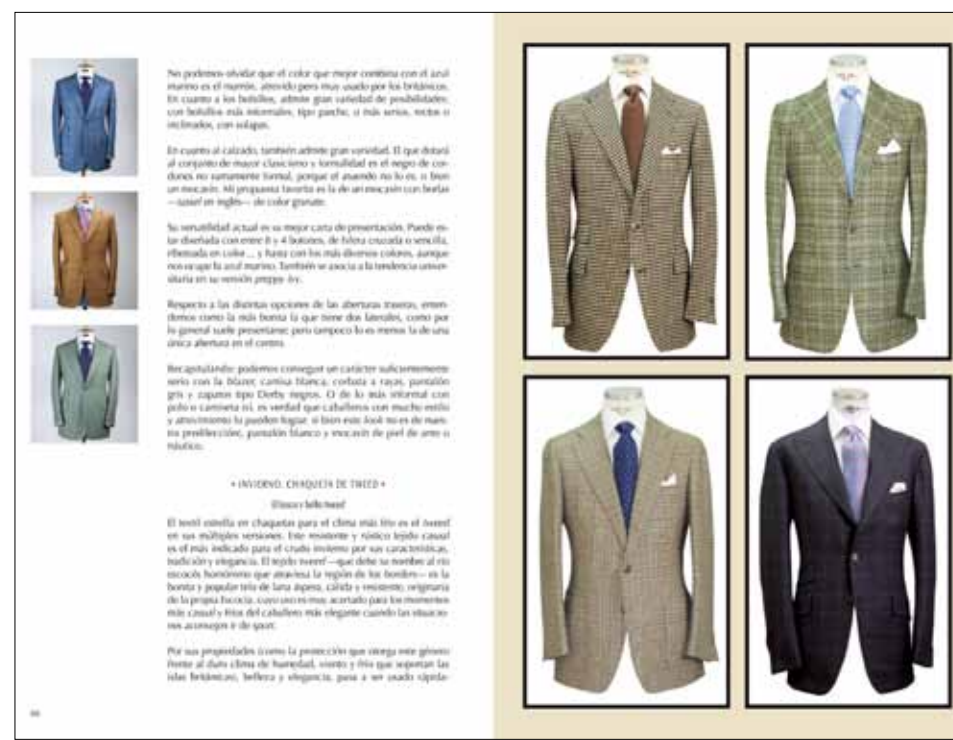 No podemos olvidar que el color que mejor combina con el azul
marino es el marrón, atrevido pero muy usado por los británicos.
En cuanto a los bolsillos, admite gran variedad de posibilidades:
con bolsillos más informales, tipo parche, o más serios, rectos o
inclinados, con solapas.
En cuanto al calzado, también admite gran variedad. El que dotará
al conjunto de mayor clasicismo y formalidad es el negro de cor-
dones no sumamente formal, porque el atuendo no lo es, o bien
un mocasín. Mi propuesta favorita es la de un mocasín con borlas
—tassel en inglés— de color granate.
Su versatilidad actual es su mejor carta de presentación. Puede es-
tar diseñada con entre 8 y 4 botones, de hilera cruzada o sencilla,
ribeteada en color... y hasta con los más diversos colores, aunque
nos ocupe la azul marino. También se asocia a la tendencia univer-
sitaria en su versión preppy ivy.
Respecto a las distintas opciones de las aberturas traseras, enten-
demos como la más bonita la que tiene dos laterales, como por
lo general suele presentarse; pero tampoco lo es menos la de una
única abertura en el centro.
Recapitulando: podemos conseguir un carácter suficientemente
serio con la blazer, camisa blanca, corbata a rayas, pantalón
gris y zapatos tipo Derby negros. O de lo más informal con
polo o camiseta (sí, es verdad que caballeros con mucho estilo
y atrevimiento lo pueden lograr, si bien este look no es de nues-
tra predilección), pantalón blanco y mocasín de piel de ante o
náutico.
• INVIERNO. CHAQUETA DE TWEED •
El tosco y bello tweed
El textil estrella en chaquetas para el clima más frío es el tweed
en sus múltiples versiones. Este resistente y rústico tejido casual
es el más indicado para el crudo invierno por sus características,
tradición y elegancia. El tejido tweed —que debe su nombre al río
escocés homónimo que atraviesa la región de los borders— es la
bonita y popular tela de lana áspera, cálida y resistente, originaria
de la propia Escocia, cuyo uso es muy acertado para los momentos
más casual y fríos del caballero más elegante cuando las situacio-
nes aconsejen ir de sport.
Por sus propiedades (como la protección que otorga este género
frente al duro clima de humedad, viento y frío que soportan las
islas británicas), belleza y elegancia, pasa a ser usado rápida-